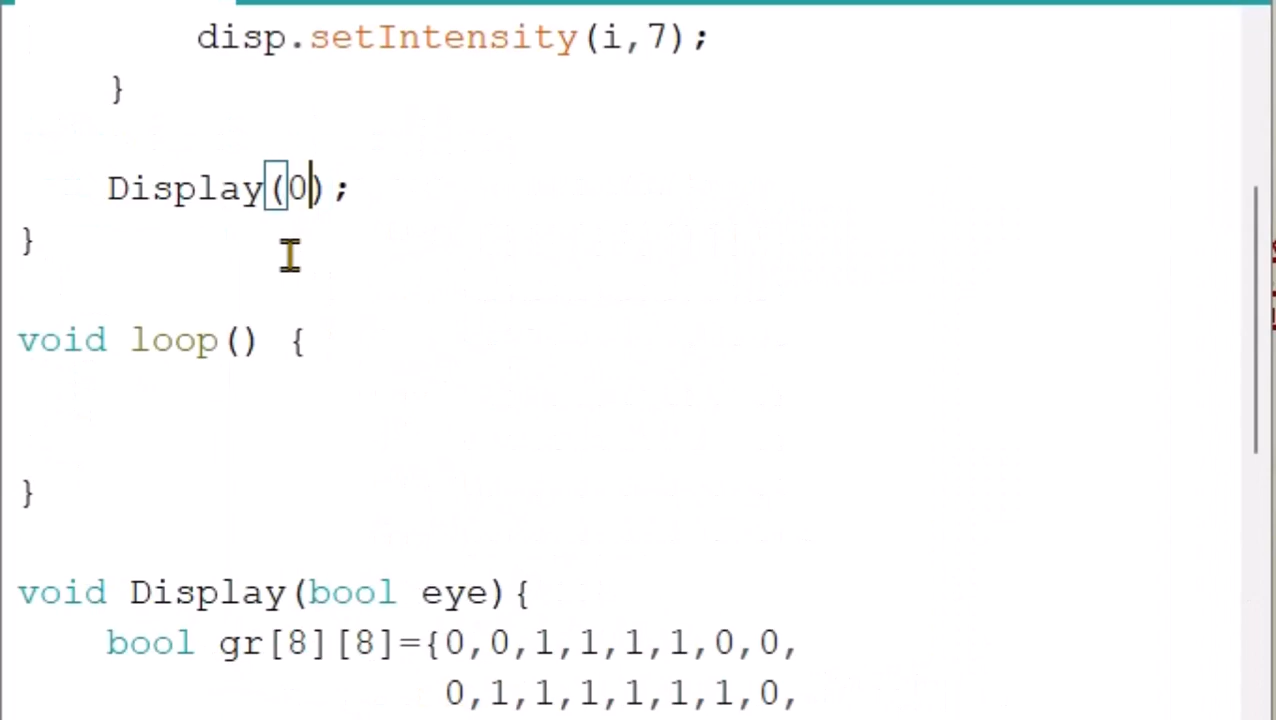 disp.setIntensity(i,7);
}
Display(0);
}
void loop() {
}
void Display(bool eye){
bool gr[8][8]={0,0,1,1,1,1,0,0,
0,1,1,1,1,1,1,0,